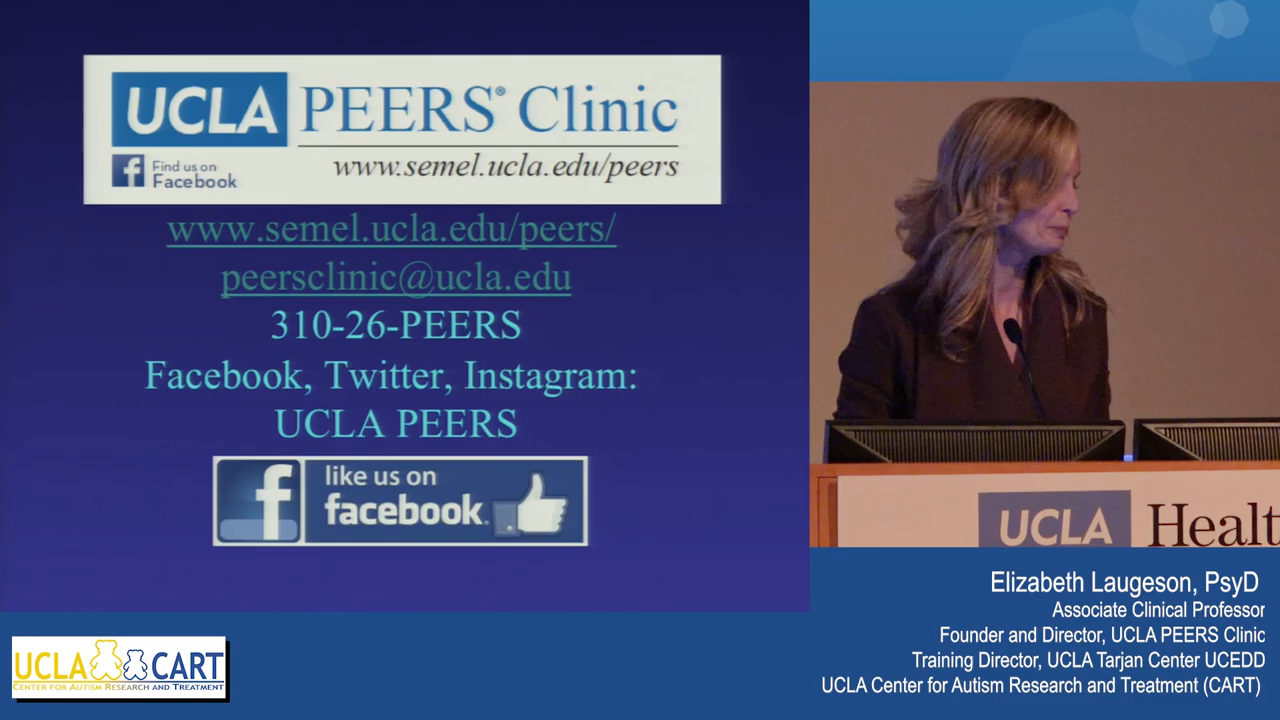 UCLA PEERS® Clinic
Find us on
Facebook
www.semel.ucla.edu/peers
www.semel.ucla.edu/peers/
peersclinic@ucla.edu
310-26-PEERS
Facebook, Twitter, Instagram:
UCLA PEERS
f like us on
facebook.
UCLA Healt
Elizabeth Laugeson, PsyD
Associate Clinical Professor
Founder and Director, UCLA PEERS Clinic
Training Director, UCLA Tarjan Center UCEDD
UCLA Center for Autism Research and Treatment (CART)
UCLA CART
CENTER FOR AUTISM RESEARCH AND TREATMENT